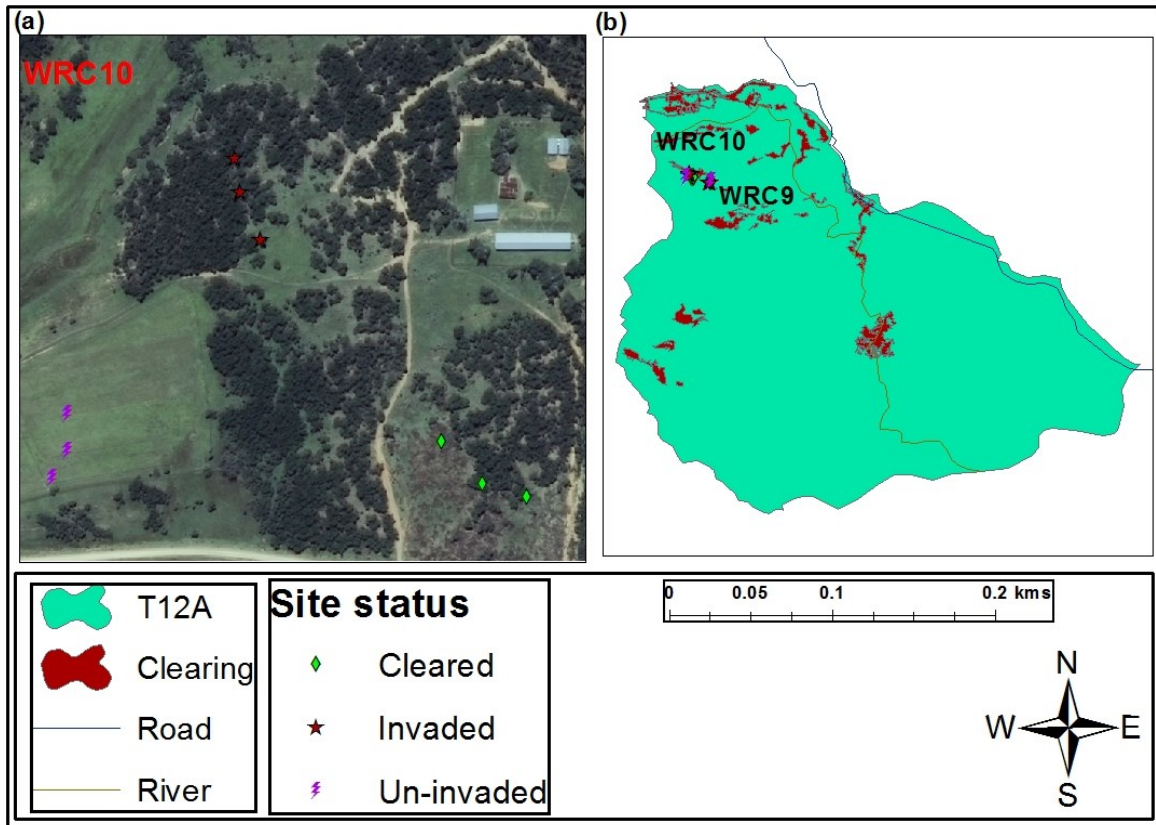 (a)
WRC10
(b)
WRC10
WRC9
T12A
Clearing
Road
River
Site status
Cleared
Invaded
Un-invaded
0 0.05 0.1 0.2 kms
N
W E
S